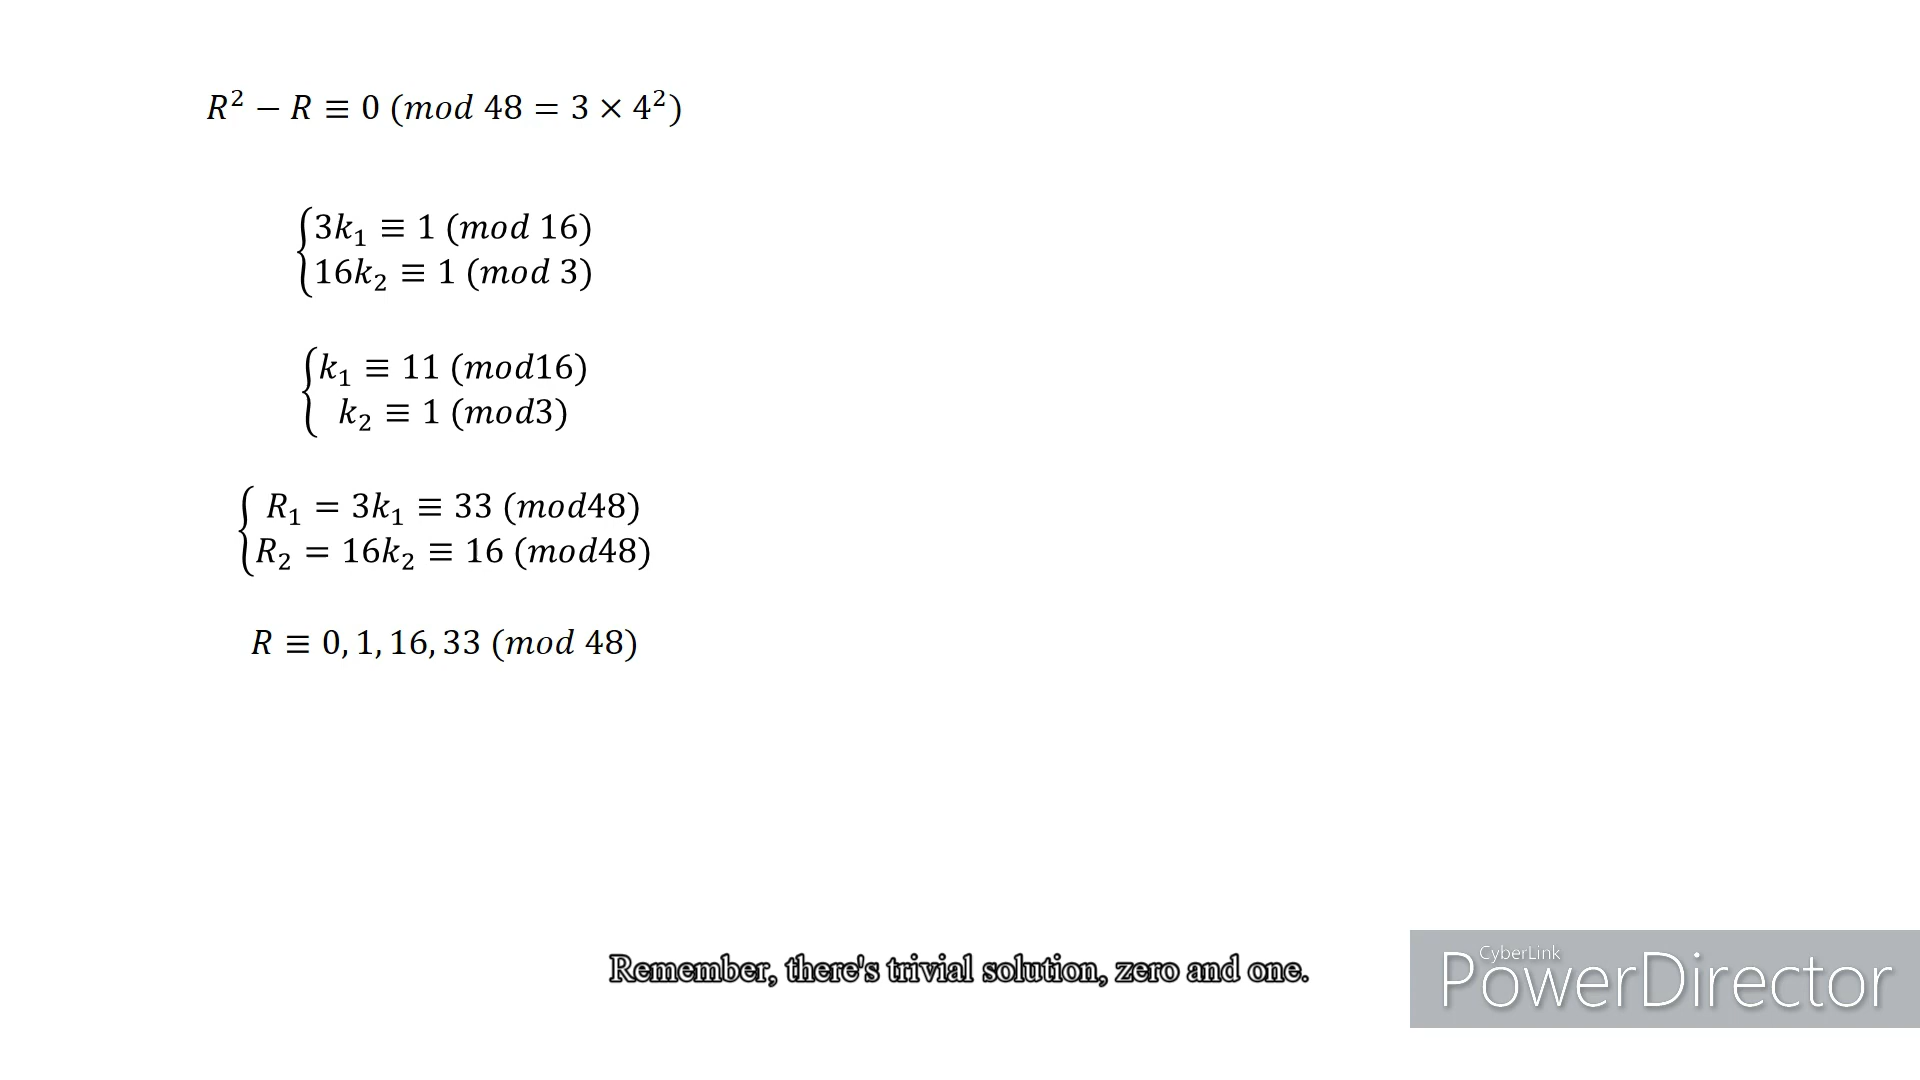 R² − R ≡ 0 (mod 48 = 3 × 4²)
3k₁ ≡ 1 (mod 16)
16k₂ ≡ 1 (mod 3)
k₁ ≡ 11 (mod16)
k₂ ≡ 1 (mod3)
R₁ = 3k₁ ≡ 33 (mod48)
R₂ = 16k₂ ≡ 16 (mod48)
R ≡ 0, 1, 16, 33 (mod 48)
Remember, there's trivial solution, zero and one.
CyberLink
PowerDirector